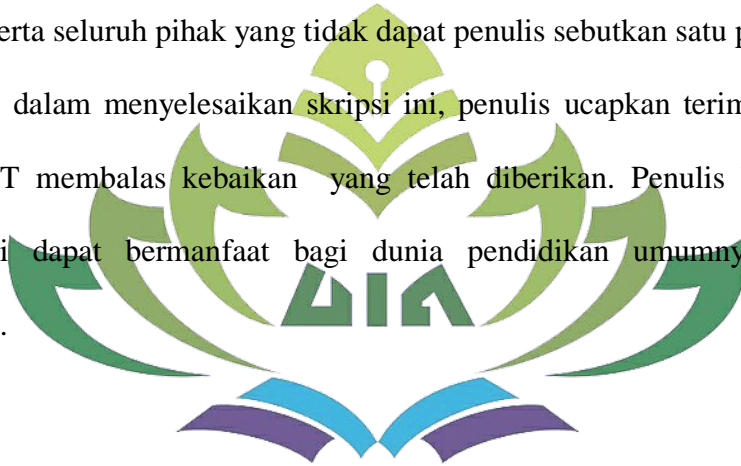 erta seluruh pihak yang tidak dapat penulis sebutkan satu p
dalam menyelesaikan skripsi ini, penulis ucapkan terim
T membalas kebaikan yang telah diberikan. Penulis
i dapat bermanfaat bagi dunia pendidikan umumny
.
UIN